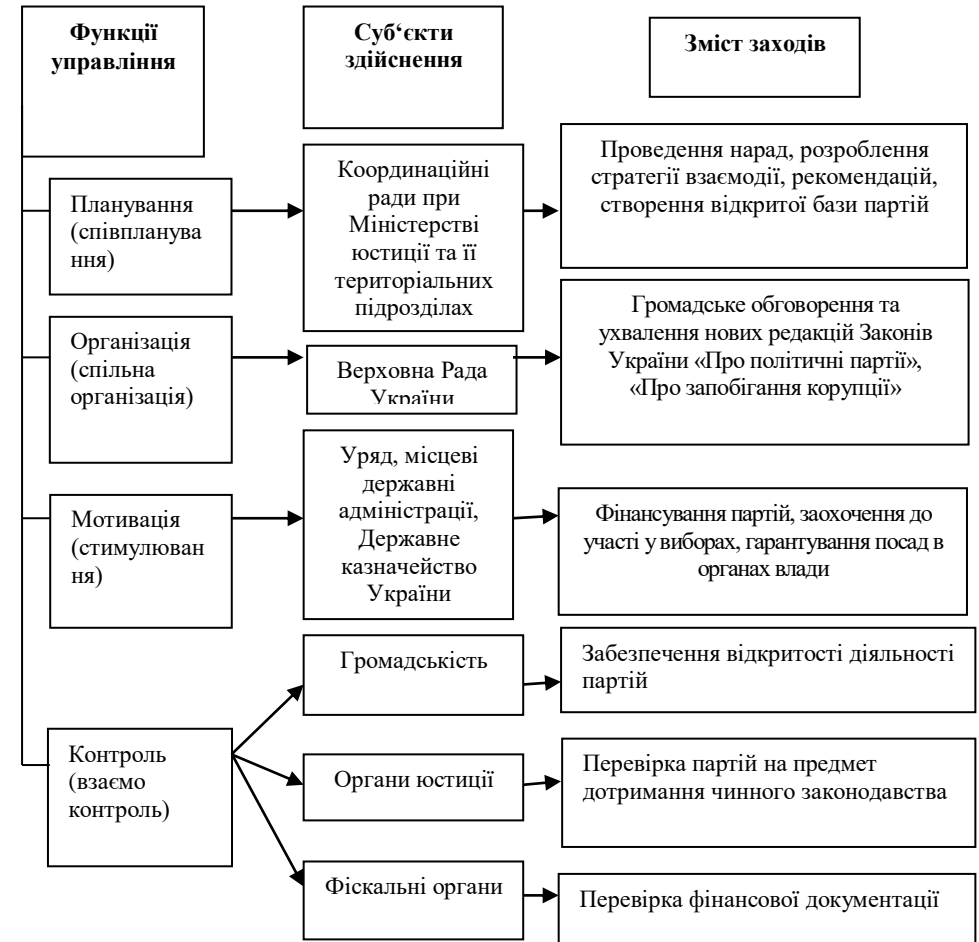 Функції
управління
Суб‘єкти
здійснення
Зміст заходів
Планування
(співпланува
ння)
Координаційні
ради при
Міністерстві
юстиції та її
територіальних
підрозділах
Проведення нарад, розроблення
стратегії взаємодії, рекомендацій,
створення відкритої бази партій
Організація
(спільна
організація)
Верховна Рада
України
Громадське обговорення та
ухвалення нових редакцій Законів
України «Про політичні партії»,
«Про запобігання корупції»
Мотивація
(стимулюван
ня)
Уряд, місцеві
державні
адміністрації,
Державне
казначейство
України
Фінансування партій, заохочення до
участі у виборах, гарантування посад в
органах влади
Контроль
(взаємо
контроль)
Громадськість
Забезпечення відкритості діяльності
партій
Органи юстиції
Перевірка партій на предмет
дотримання чинного законодавства
Фіскальні органи
Перевірка фінансової документації